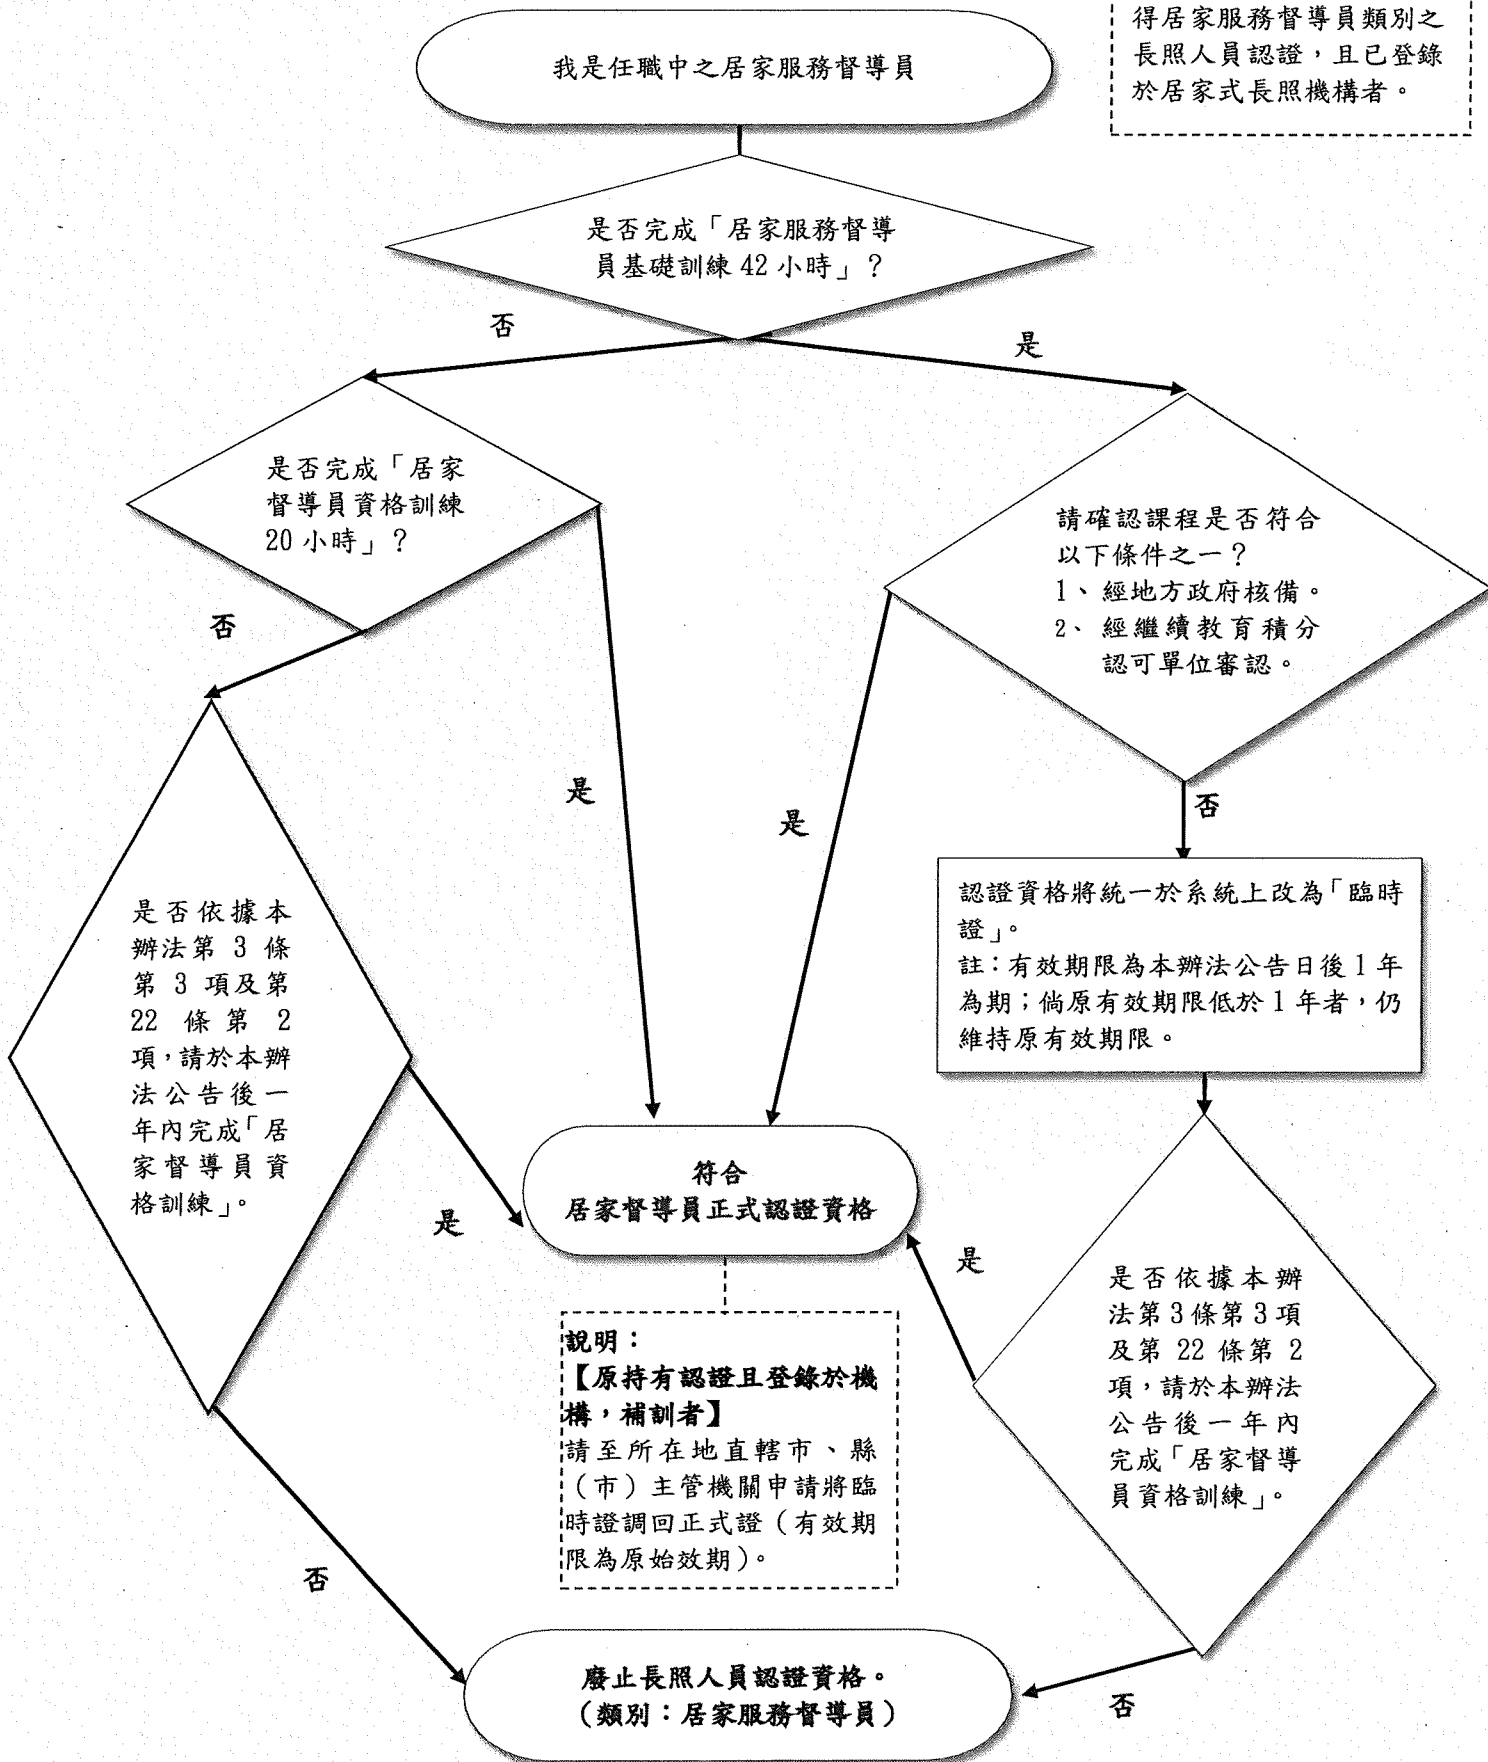 得居家服務督導員類別之
長照人員認證，且已登錄
於居家式長照機構者。
我是任職中之居家服務督導員
是否完成「居家服務督導
員基礎訓練 42 小時」？
否
是
是否完成「居家
督導員資格訓練
20 小時」？
請確認課程是否符合
以下條件之一？
1、經地方政府核備。
2、經繼續教育積分
認可單位審認。
否
是
是
否
認證資格將統一於系統上改為「臨時
證」。
註：有效期限為本辦法公告日後 1 年
為期；倘原有效期限低於 1 年者，仍
維持原有效期限。
是否依據本
辦法第 3 條
第 3 項及第
22 條第 2
項，請於本辦
法公告後一
年內完成「居
家督導員資
格訓練」。
是
符合
居家督導員正式認證資格
是
是否依據本辦
法第 3 條第 3 項
及第 22 條第 2
項，請於本辦法
公告後一年內
完成「居家督導
員資格訓練」。
說明：
【原持有認證且登錄於機
構，補訓者】
請至所在地直轄市、縣
（市）主管機關申請將臨
時證調回正式證（有效期
限為原始效期）。
否
廢止長照人員認證資格。
（類別：居家服務督導員）
否